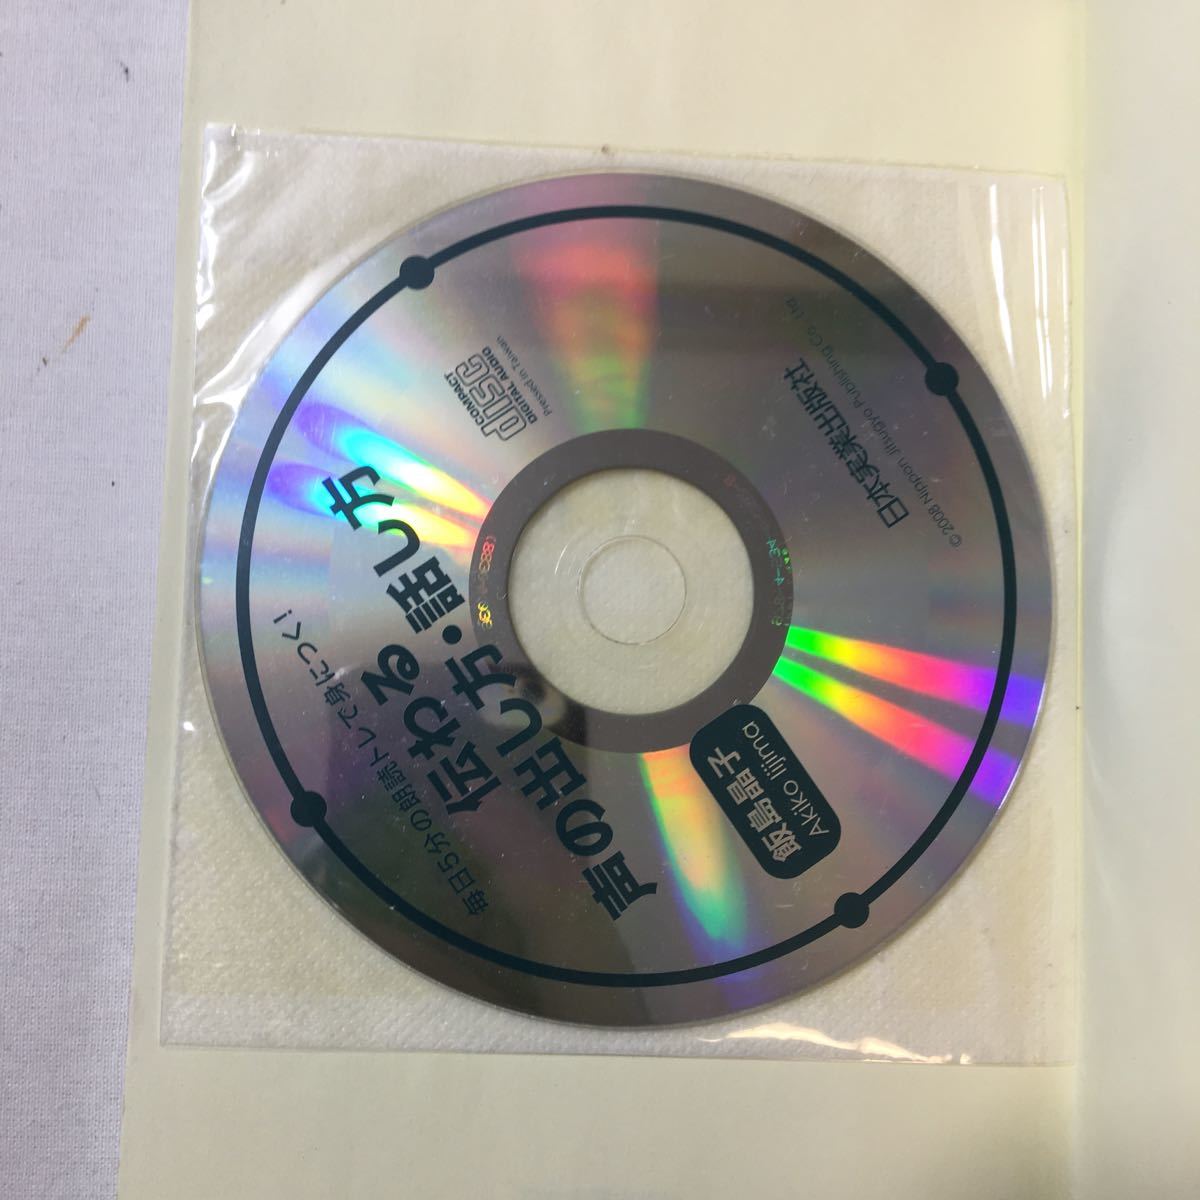 毎日5分の朗読トレで身につく!
伝わる
声の出し方・話し方
飯島晶子
Akiko Iijima
COMPACT
disc
DIGITAL AUDIO
Pressed in Taiwan
日本実業出版社
©2008 Nippon Jitsugyo Publishing Co., Ltd